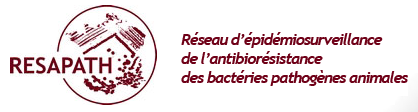 RESAPATH
Réseau d'épidémiosurveillance
de l'antibiorésistance
des bactéries pathogènes animales